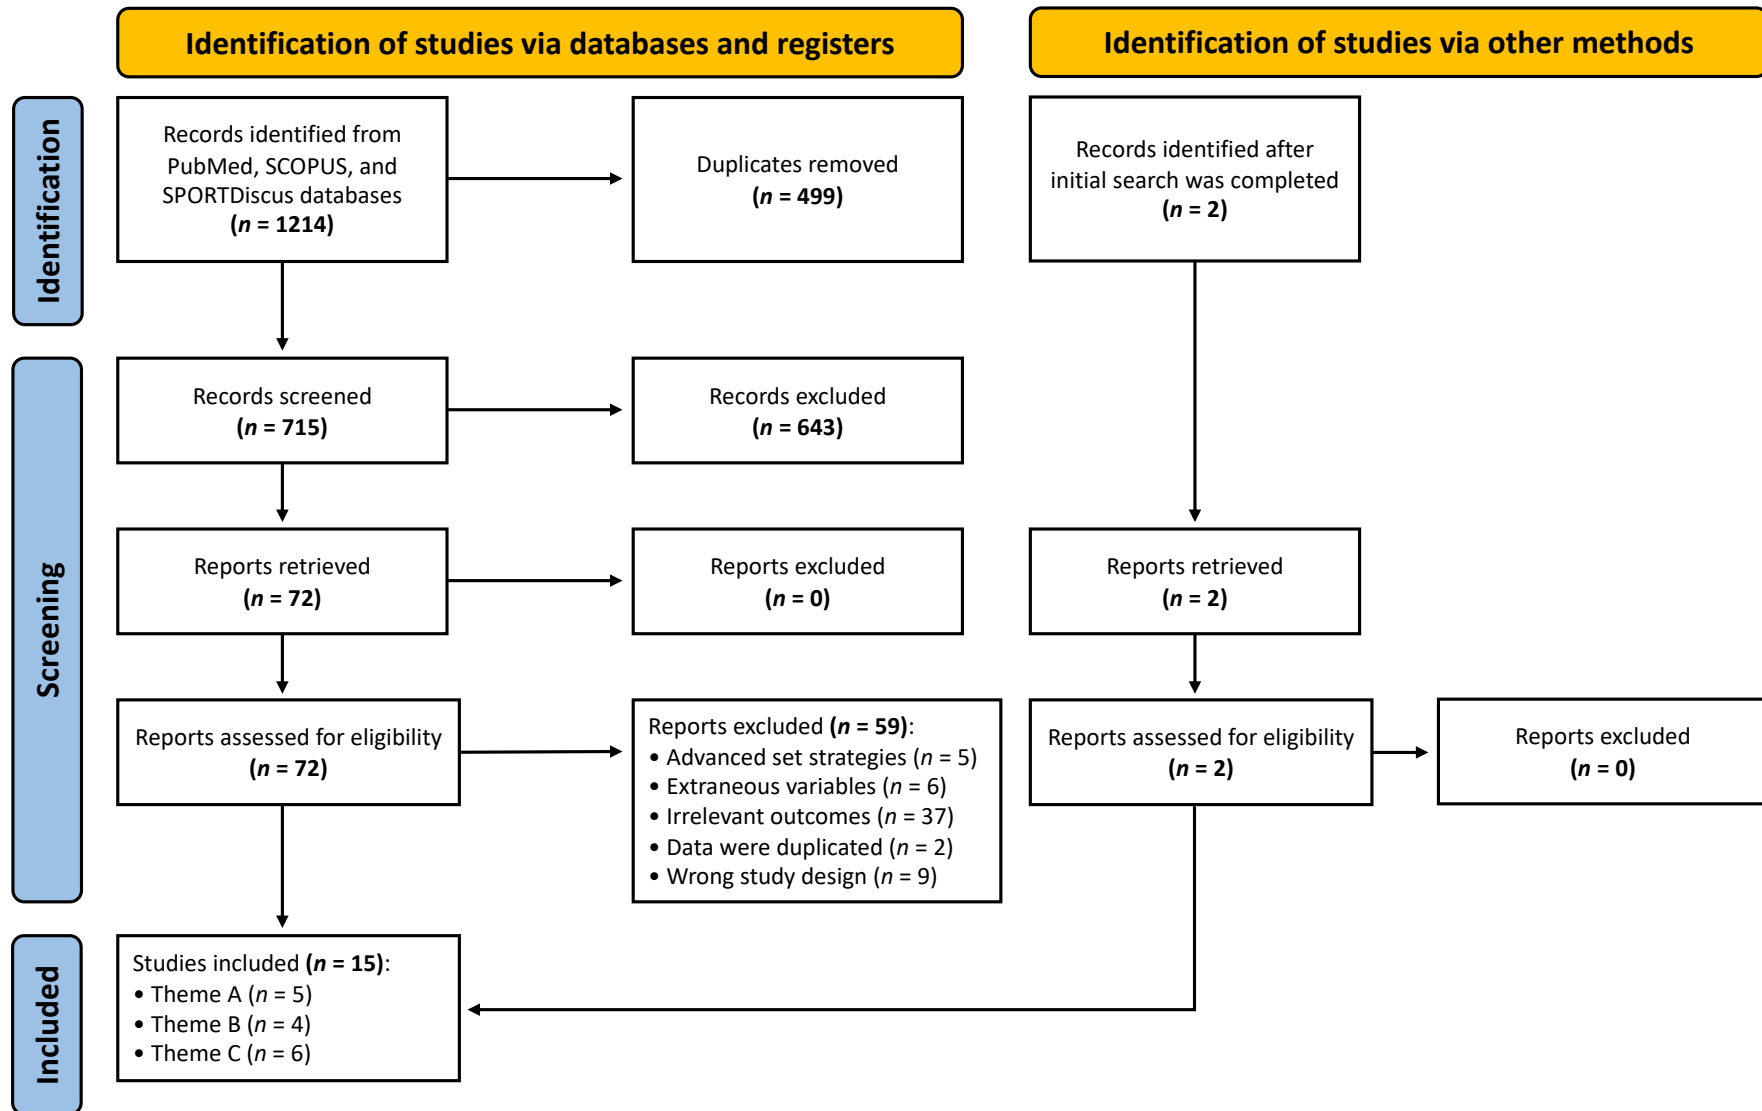 Identification of studies via databases and registers
Identification of studies via other methods
Identification
Records identified from
PubMed, SCOPUS, and
SPORTDiscus databases
(n = 1214)
Duplicates removed
(n = 499)
Records identified after
initial search was completed
(n = 2)
Screening
Records screened
(n = 715)
Records excluded
(n = 643)
Reports retrieved
(n = 72)
Reports excluded
(n = 0)
Reports retrieved
(n = 2)
Reports assessed for eligibility
(n = 72)
Reports excluded (n = 59):
• Advanced set strategies (n = 5)
• Extraneous variables (n = 6)
• Irrelevant outcomes (n = 37)
• Data were duplicated (n = 2)
• Wrong study design (n = 9)
Reports assessed for eligibility
(n = 2)
Reports excluded
(n = 0)
Included
Studies included (n = 15):
• Theme A (n = 5)
• Theme B (n = 4)
• Theme C (n = 6)